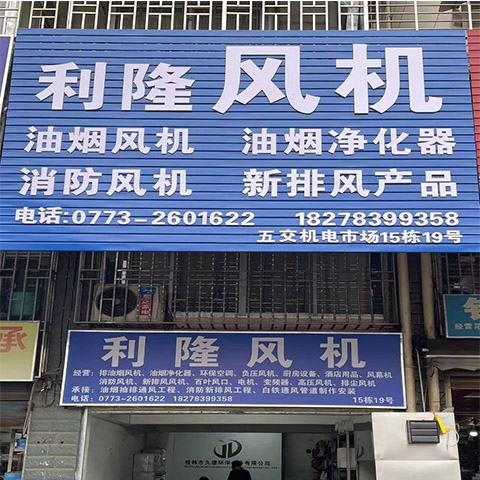 利隆风机
油烟风机 油烟净化器
消防风机 新排风产品
电话:0773-2601622 18278399358
五交机电市场15栋19号
利隆风机
经营:排油烟风机、油烟净化器、环保空调、负压风机、厨房设备、酒店用品、风幕机
消防风机、新排风风机、百叶风口、电机、变频器、高压风机、排尘风机
承接:油烟抽排通风工程、消防新排风工程、白铁通风管道制作安装
电话:0773-2601622 18278399358 15栋19号
承
经营范